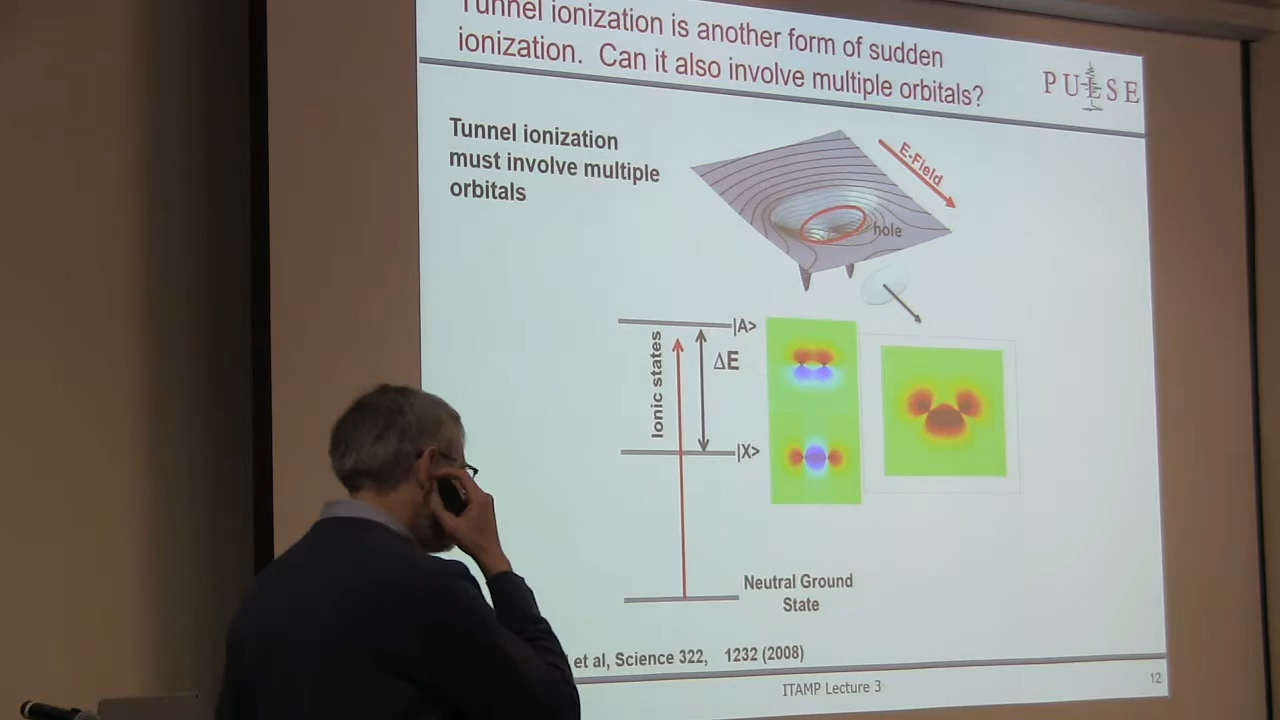 Tunnel ionization is another form of sudden
ionization. Can it also involve multiple orbitals?
PULSE
Tunnel ionization
must involve multiple
orbitals
E-Field
hole
|A>
Ionic states
ΔE
|X>
Neutral Ground
State
et al, Science 322, 1232 (2008)
ITAMP Lecture 3
12